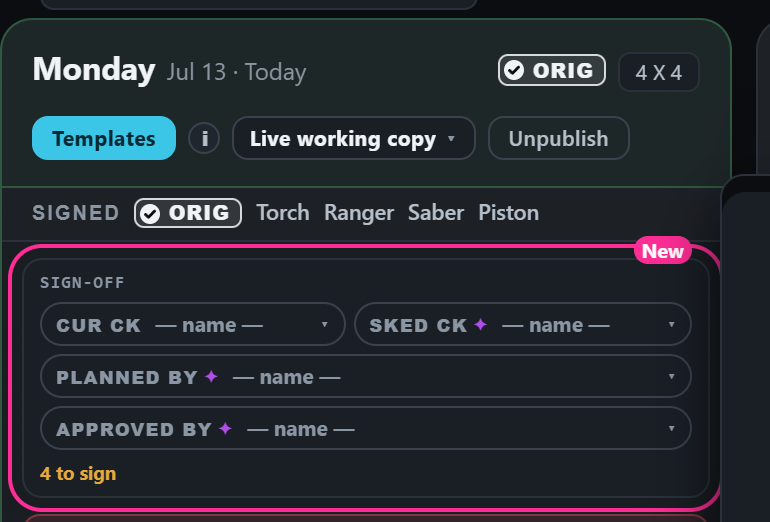 Monday Jul 13 · Today ORIG 4 X 4
Templates i Live working copy Unpublish
SIGNED ORIG Torch Ranger Saber Piston
New
SIGN-OFF
CUR CK — name — SKED CK — name —
PLANNED BY — name —
APPROVED BY — name —
4 to sign